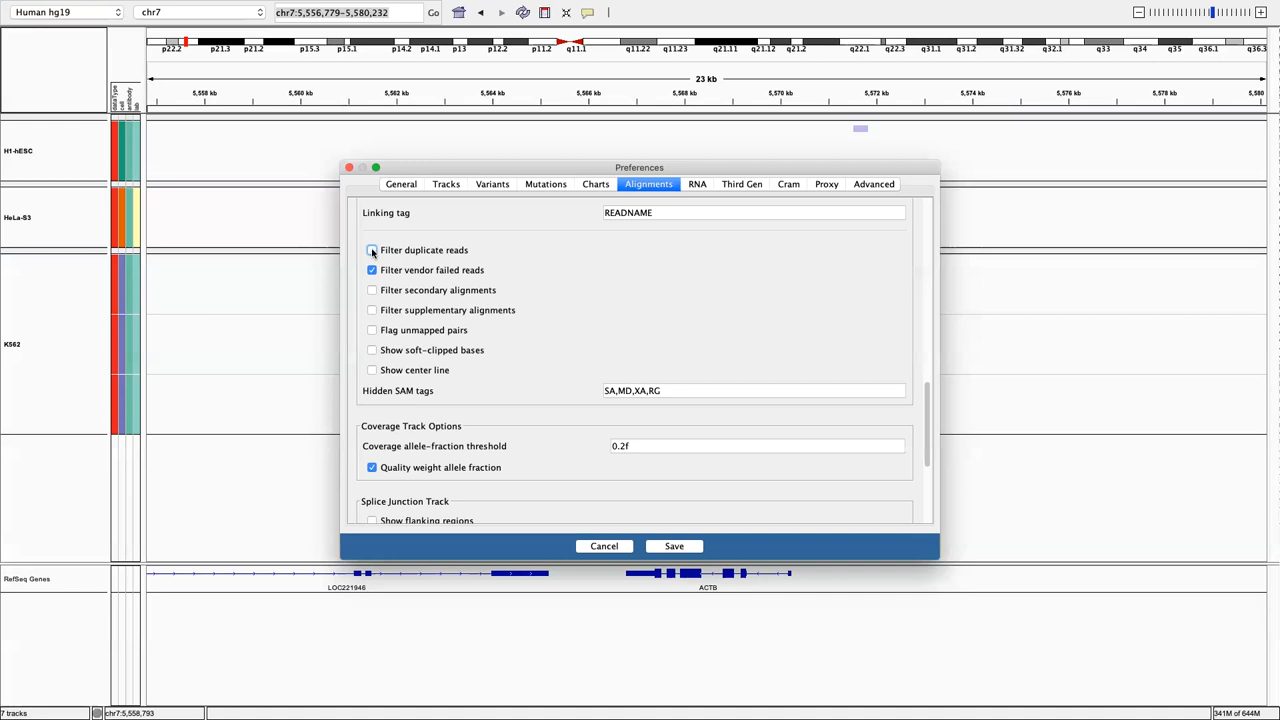 Human hg19 chr7 chr7:5,556,779-5,580,232 Go
p22.2 p21.3 p21.2 p15.3 p15.1 p14.2 p14.1 p13 p12.2 p11.2 q11.1 q11.22 q11.23 q21.11 q21.12 q21.2 q22.1 q22.3 q31.1 q31.2 q31.32 q32.1 q33 q34 q35 q36.1 q36.3
23 kb
5,558 kb 5,560 kb 5,562 kb 5,564 kb 5,566 kb 5,568 kb 5,570 kb 5,572 kb 5,574 kb 5,576 kb 5,578 kb 5,580
dataType
cell
antibody
lab
H1-hESC
HeLa-S3
K562
Preferences
General Tracks Variants Mutations Charts Alignments RNA Third Gen Cram Proxy Advanced
Linking tag READNAME
Filter duplicate reads
Filter vendor failed reads
Filter secondary alignments
Filter supplementary alignments
Flag unmapped pairs
Show soft-clipped bases
Show center line
Hidden SAM tags SA,MD,XA,RG
Coverage Track Options
Coverage allele-fraction threshold 0.2f
Quality weight allele fraction
Splice Junction Track
Show flanking regions
Cancel Save
RefSeq Genes
LOC221946 ACTB
7 tracks chr7:5,558,793 341M of 644M